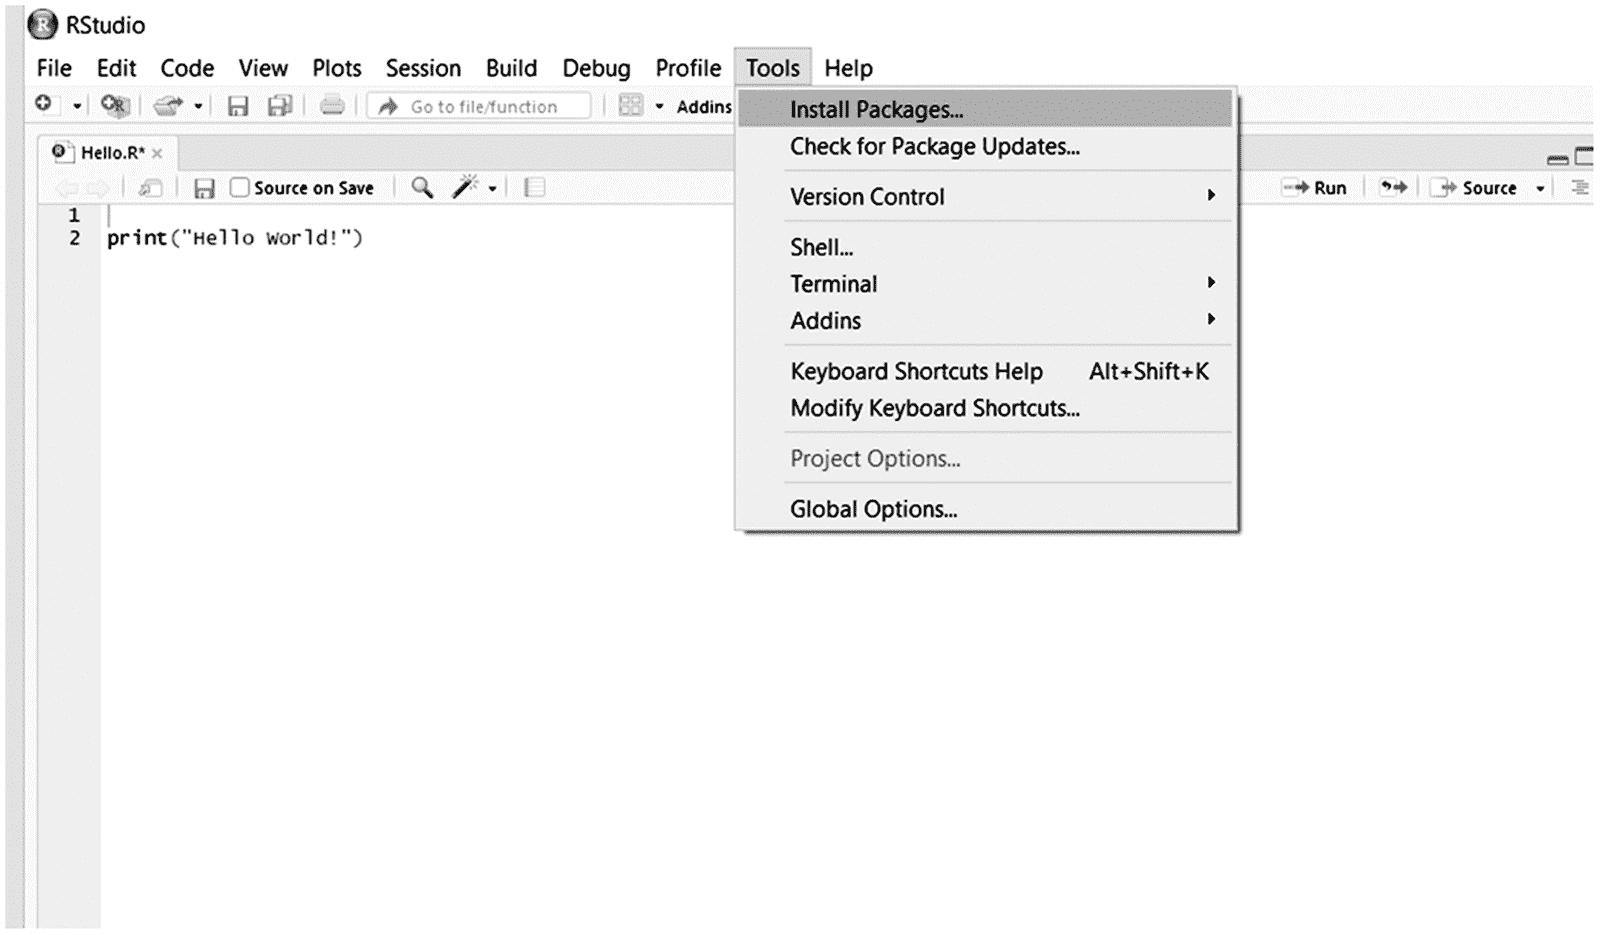 RStudio
File Edit Code View Plots Session Build Debug Profile Tools Help
Go to file/function Addins
Install Packages...
Check for Package Updates...
Version Control
Shell...
Terminal
Addins
Keyboard Shortcuts Help Alt+Shift+K
Modify Keyboard Shortcuts...
Project Options...
Global Options...
Hello.R*
Source on Save Run Source
1
2 print("Hello World!")